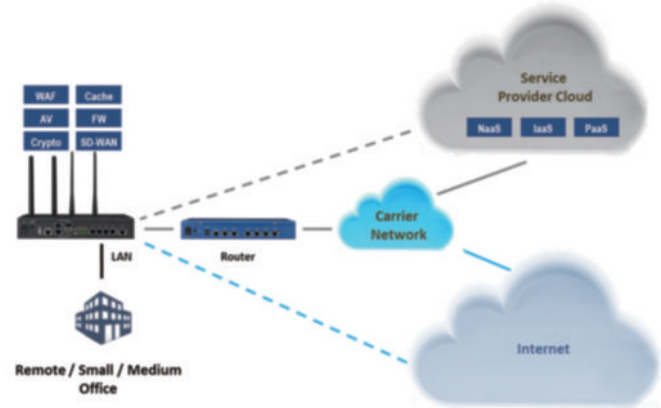 Service
Provider Cloud
NaaS IaaS PaaS
WAF Cache
AV FW
Crypto SD-WAN
Carrier
Network
LAN
Router
Internet
Remote / Small / Medium
Office